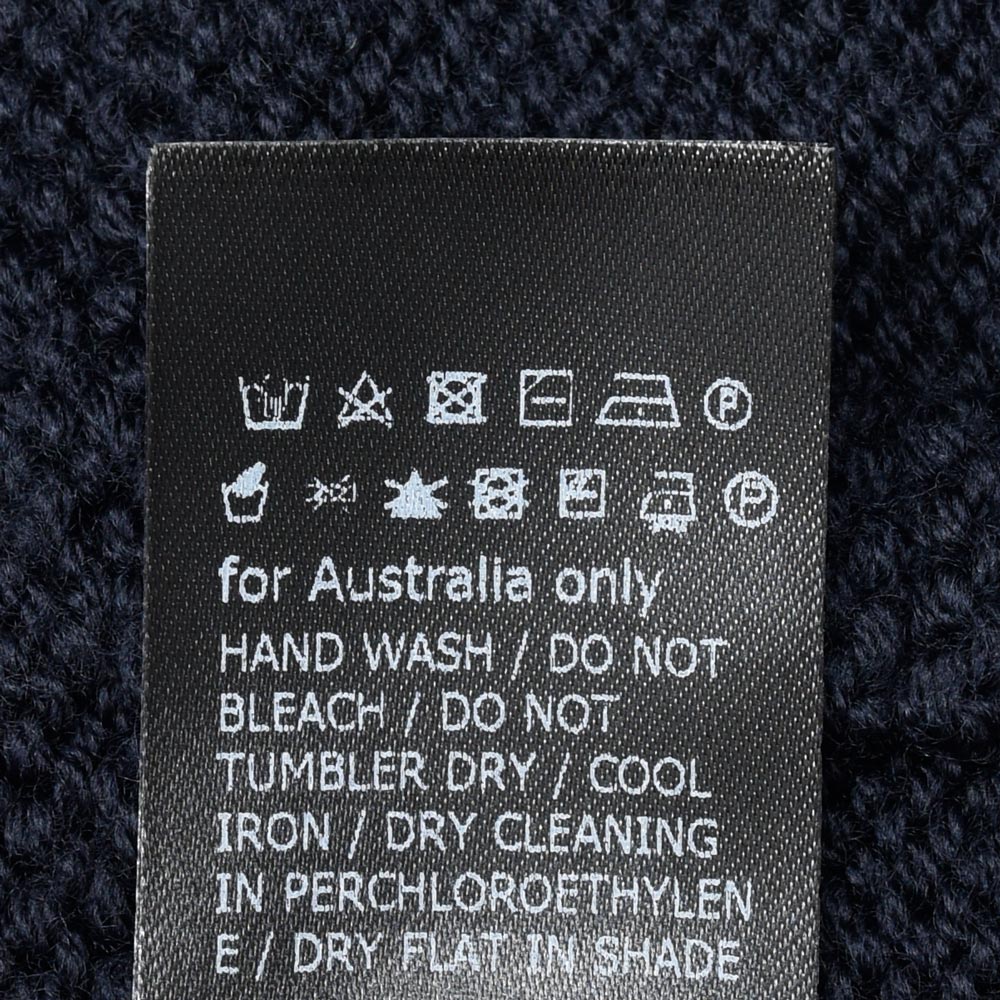 P
P
for Australia only
HAND WASH / DO NOT
BLEACH / DO NOT
TUMBLER DRY / COOL
IRON / DRY CLEANING
IN PERCHLOROETHYLEN
E / DRY FLAT IN SHADE